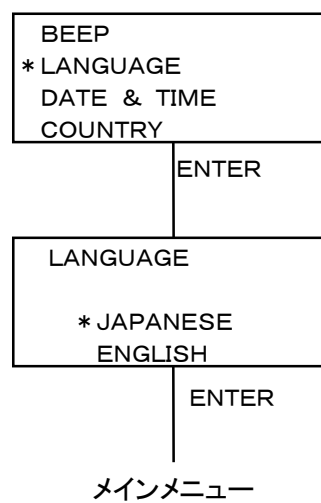 BEEP
* LANGUAGE
DATE & TIME
COUNTRY
ENTER
LANGUAGE
* JAPANESE
ENGLISH
ENTER
メインメニュー